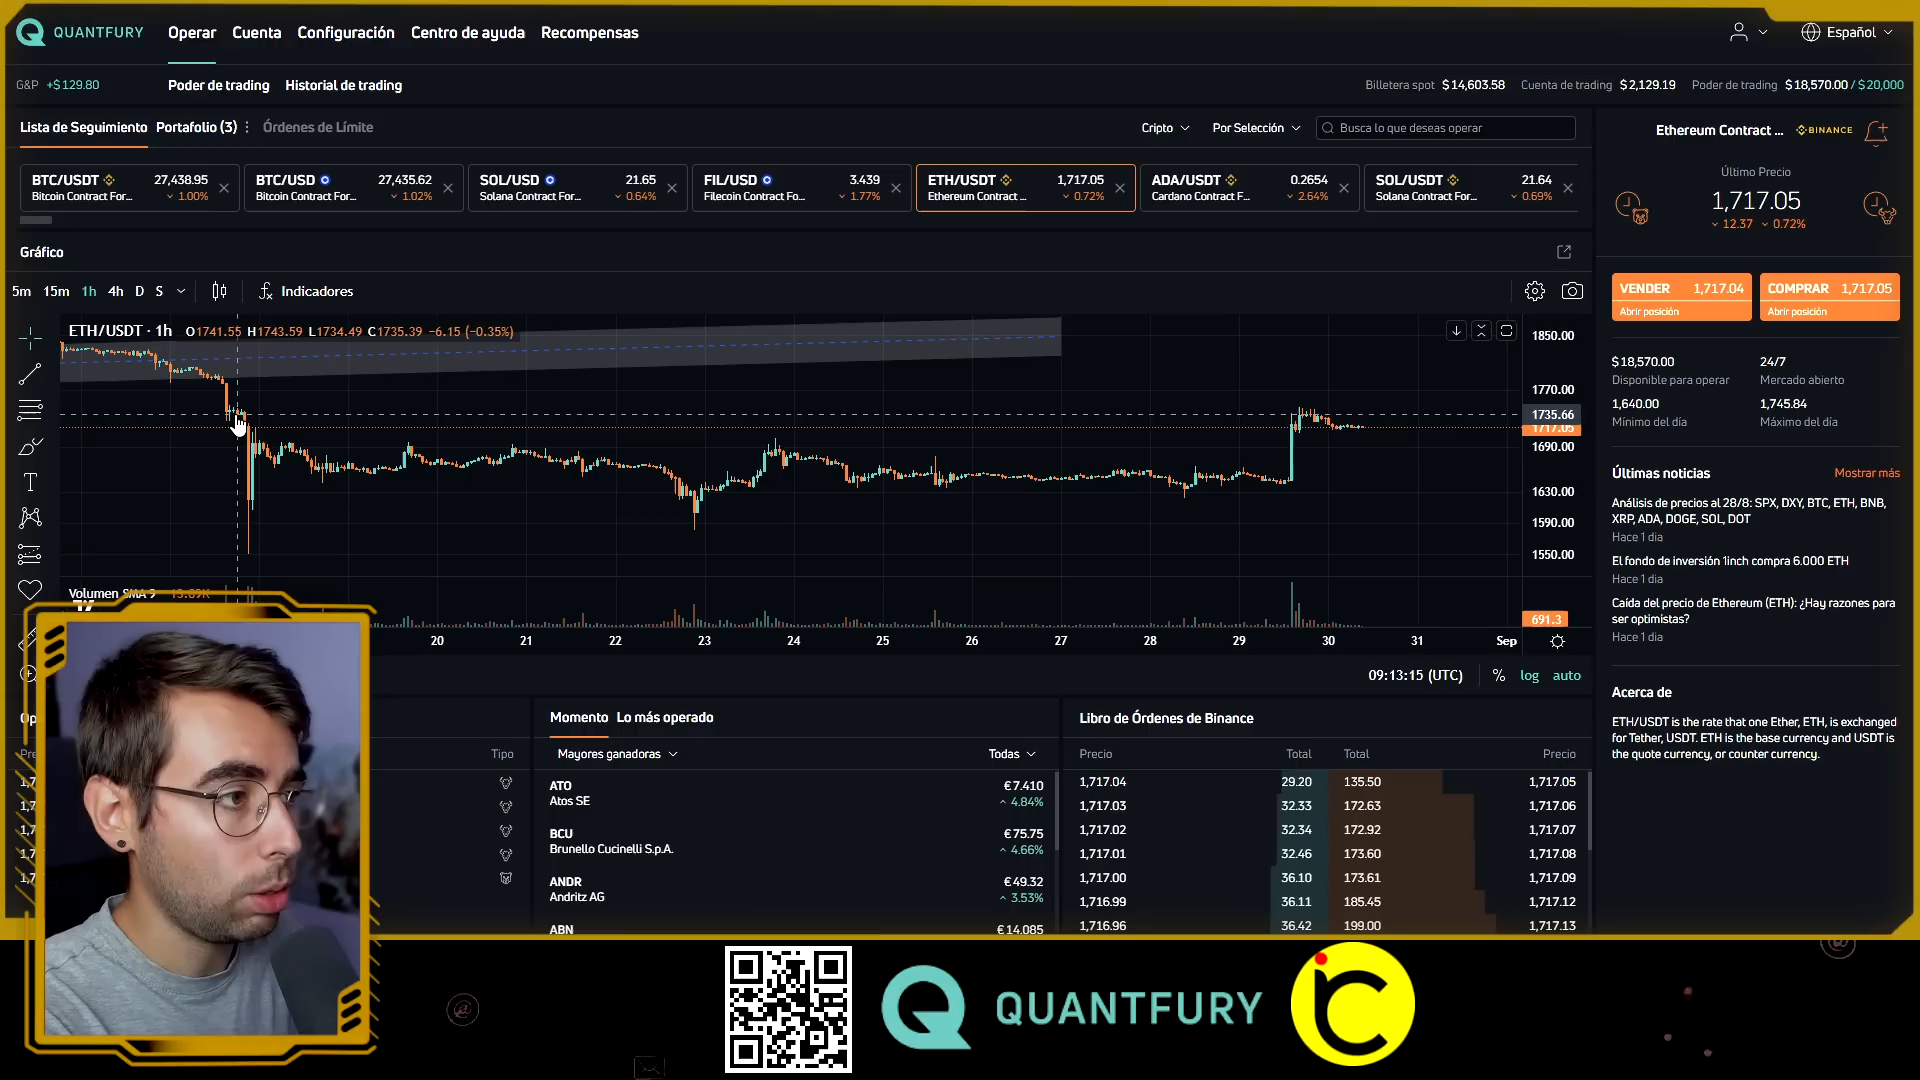 QUANTFURY Operar Cuenta Configuración Centro de ayuda Recompensas Español
G&P +$129.80 Poder de trading Historial de trading Billetera spot $14,603.58 Cuenta de trading $2,129.19 Poder de trading $18,570.00 / $20,000
Lista de Seguimiento Portafolio (3) Órdenes de Límite Cripto Por Selección Busca lo que deseas operar
BTC/USDT 27,438.95
Bitcoin Contract For... 1.00%
BTC/USD 27,435.62
Bitcoin Contract For... 1.02%
SOL/USD 21.65
Solana Contract For... 0.64%
FIL/USD 3.439
Filecoin Contract Fo... 1.77%
ETH/USDT 1,717.05
Ethereum Contract ... 0.72%
ADA/USDT 0.2654
Cardano Contract F... 2.64%
SOL/USDT 21.64
Solana Contract For... 0.69%
Gráfico
5m 15m 1h 4h D S Indicadores
ETH/USDT · 1h O1741.55 H1743.59 L1734.49 C1735.39 −6.15 (−0.35%)
1850.00
1770.00
1735.66
1717.05
1690.00
1630.00
1590.00
1550.00
Volumen SMA 9
691.3
20 21 22 23 24 25 26 27 28 29 30 31 Sep
09:13:15 (UTC) % log auto
Ethereum Contract ... BINANCE
Último Precio
1,717.05
12.37 0.72%
VENDER 1,717.04
Abrir posición
COMPRAR 1,717.05
Abrir posición
$18,570.00 24/7
Disponible para operar Mercado abierto
1,640.00 1,745.84
Mínimo del día Máximo del día
Últimas noticias Mostrar más
Análisis de precios al 28/8: SPX, DXY, BTC, ETH, BNB,
XRP, ADA, DOGE, SOL, DOT
Hace 1 dia
El fondo de inversión 1inch compra 6.000 ETH
Hace 1 dia
Caída del precio de Ethereum (ETH): ¿Hay razones para
ser optimistas?
Hace 1 dia
Acerca de
ETH/USDT is the rate that one Ether, ETH, is exchanged
for Tether, USDT. ETH is the base currency and USDT is
the quote currency, or counter currency.
Tipo
Momento Lo más operado
Mayores ganadoras Todas
ATO €7.410
Atos SE 4.84%
BCU €75.75
Brunello Cucinelli S.p.A. 4.66%
ANDR €49.32
Andritz AG 3.53%
ABN €14.085
Libro de Órdenes de Binance
Precio Total Total Precio
1,717.04 29.20 135.50 1,717.05
1,717.03 32.33 172.63 1,717.06
1,717.02 32.34 172.92 1,717.07
1,717.01 32.46 173.60 1,717.08
1,717.00 36.10 173.61 1,717.09
1,716.99 36.11 185.45 1,717.12
1,716.96 36.42 199.00 1,717.13
QUANTFURY